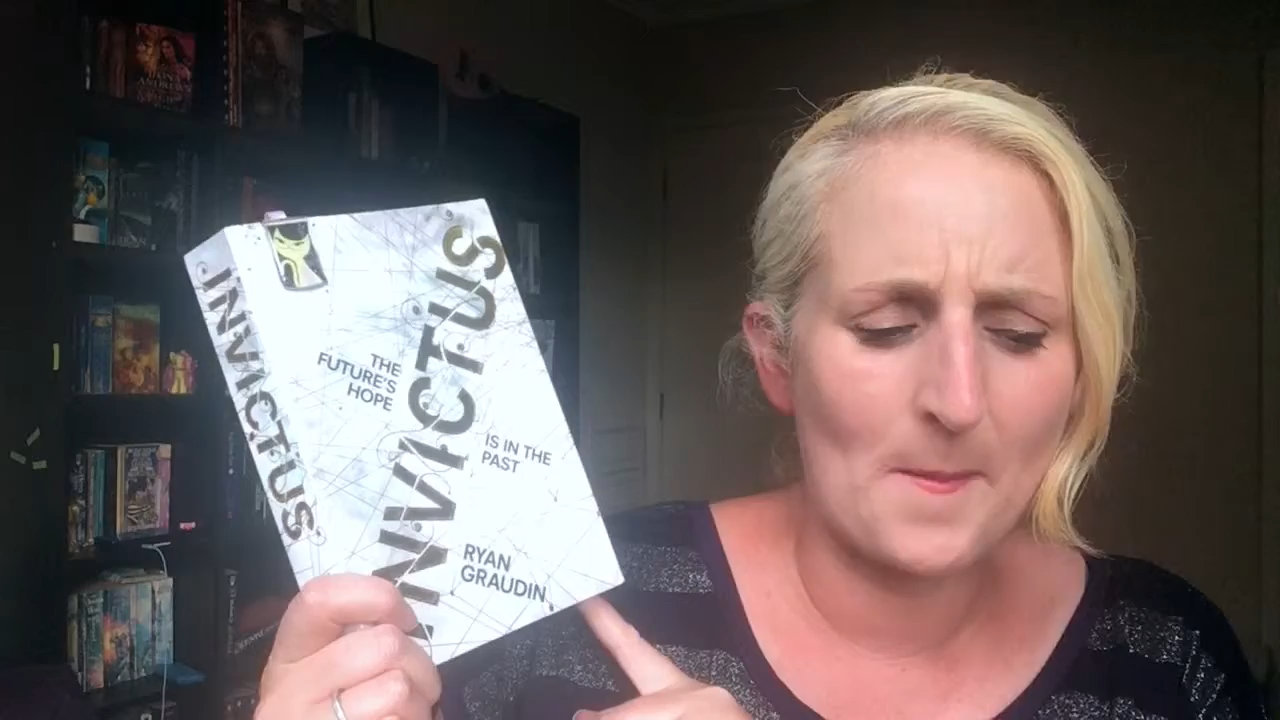 INVICTUS
THE
FUTURE'S
HOPE
INVICTUS
IS IN THE
PAST
RYAN
GRAUDIN